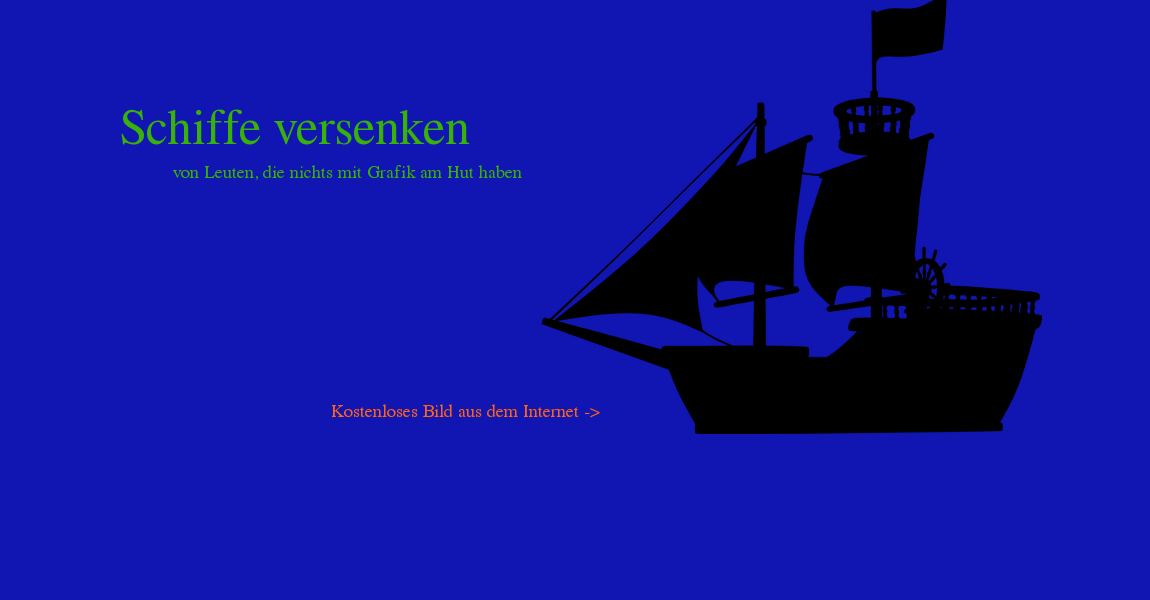 Schiffe versenken
von Leuten, die nichts mit Grafik am Hut haben
Kostenloses Bild aus dem Internet ->